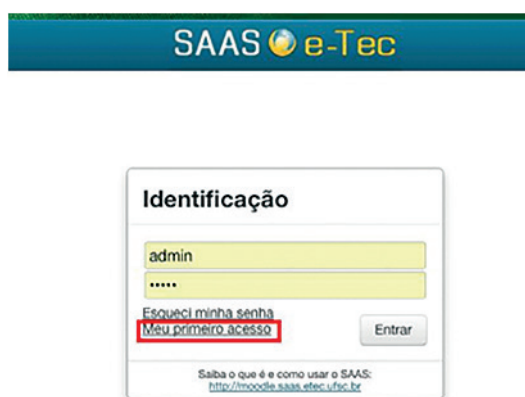 SAAS e-Tec
Identificação
admin
•••••
Esqueci minha senha
Meu primeiro acesso
Entrar
Saiba o que é e como usar o SAAS:
http://moodle.saas.etec.ufsc.br